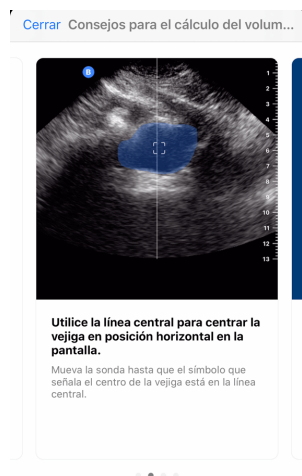 Cerrar Consejos para el cálculo del volum...
B
1
2
3
4
5
6
7
8
9
10
11
12
13
Utilice la línea central para centrar la
vejiga en posición horizontal en la
pantalla.
Mueva la sonda hasta que el símbolo que
señala el centro de la vejiga está en la línea
central.